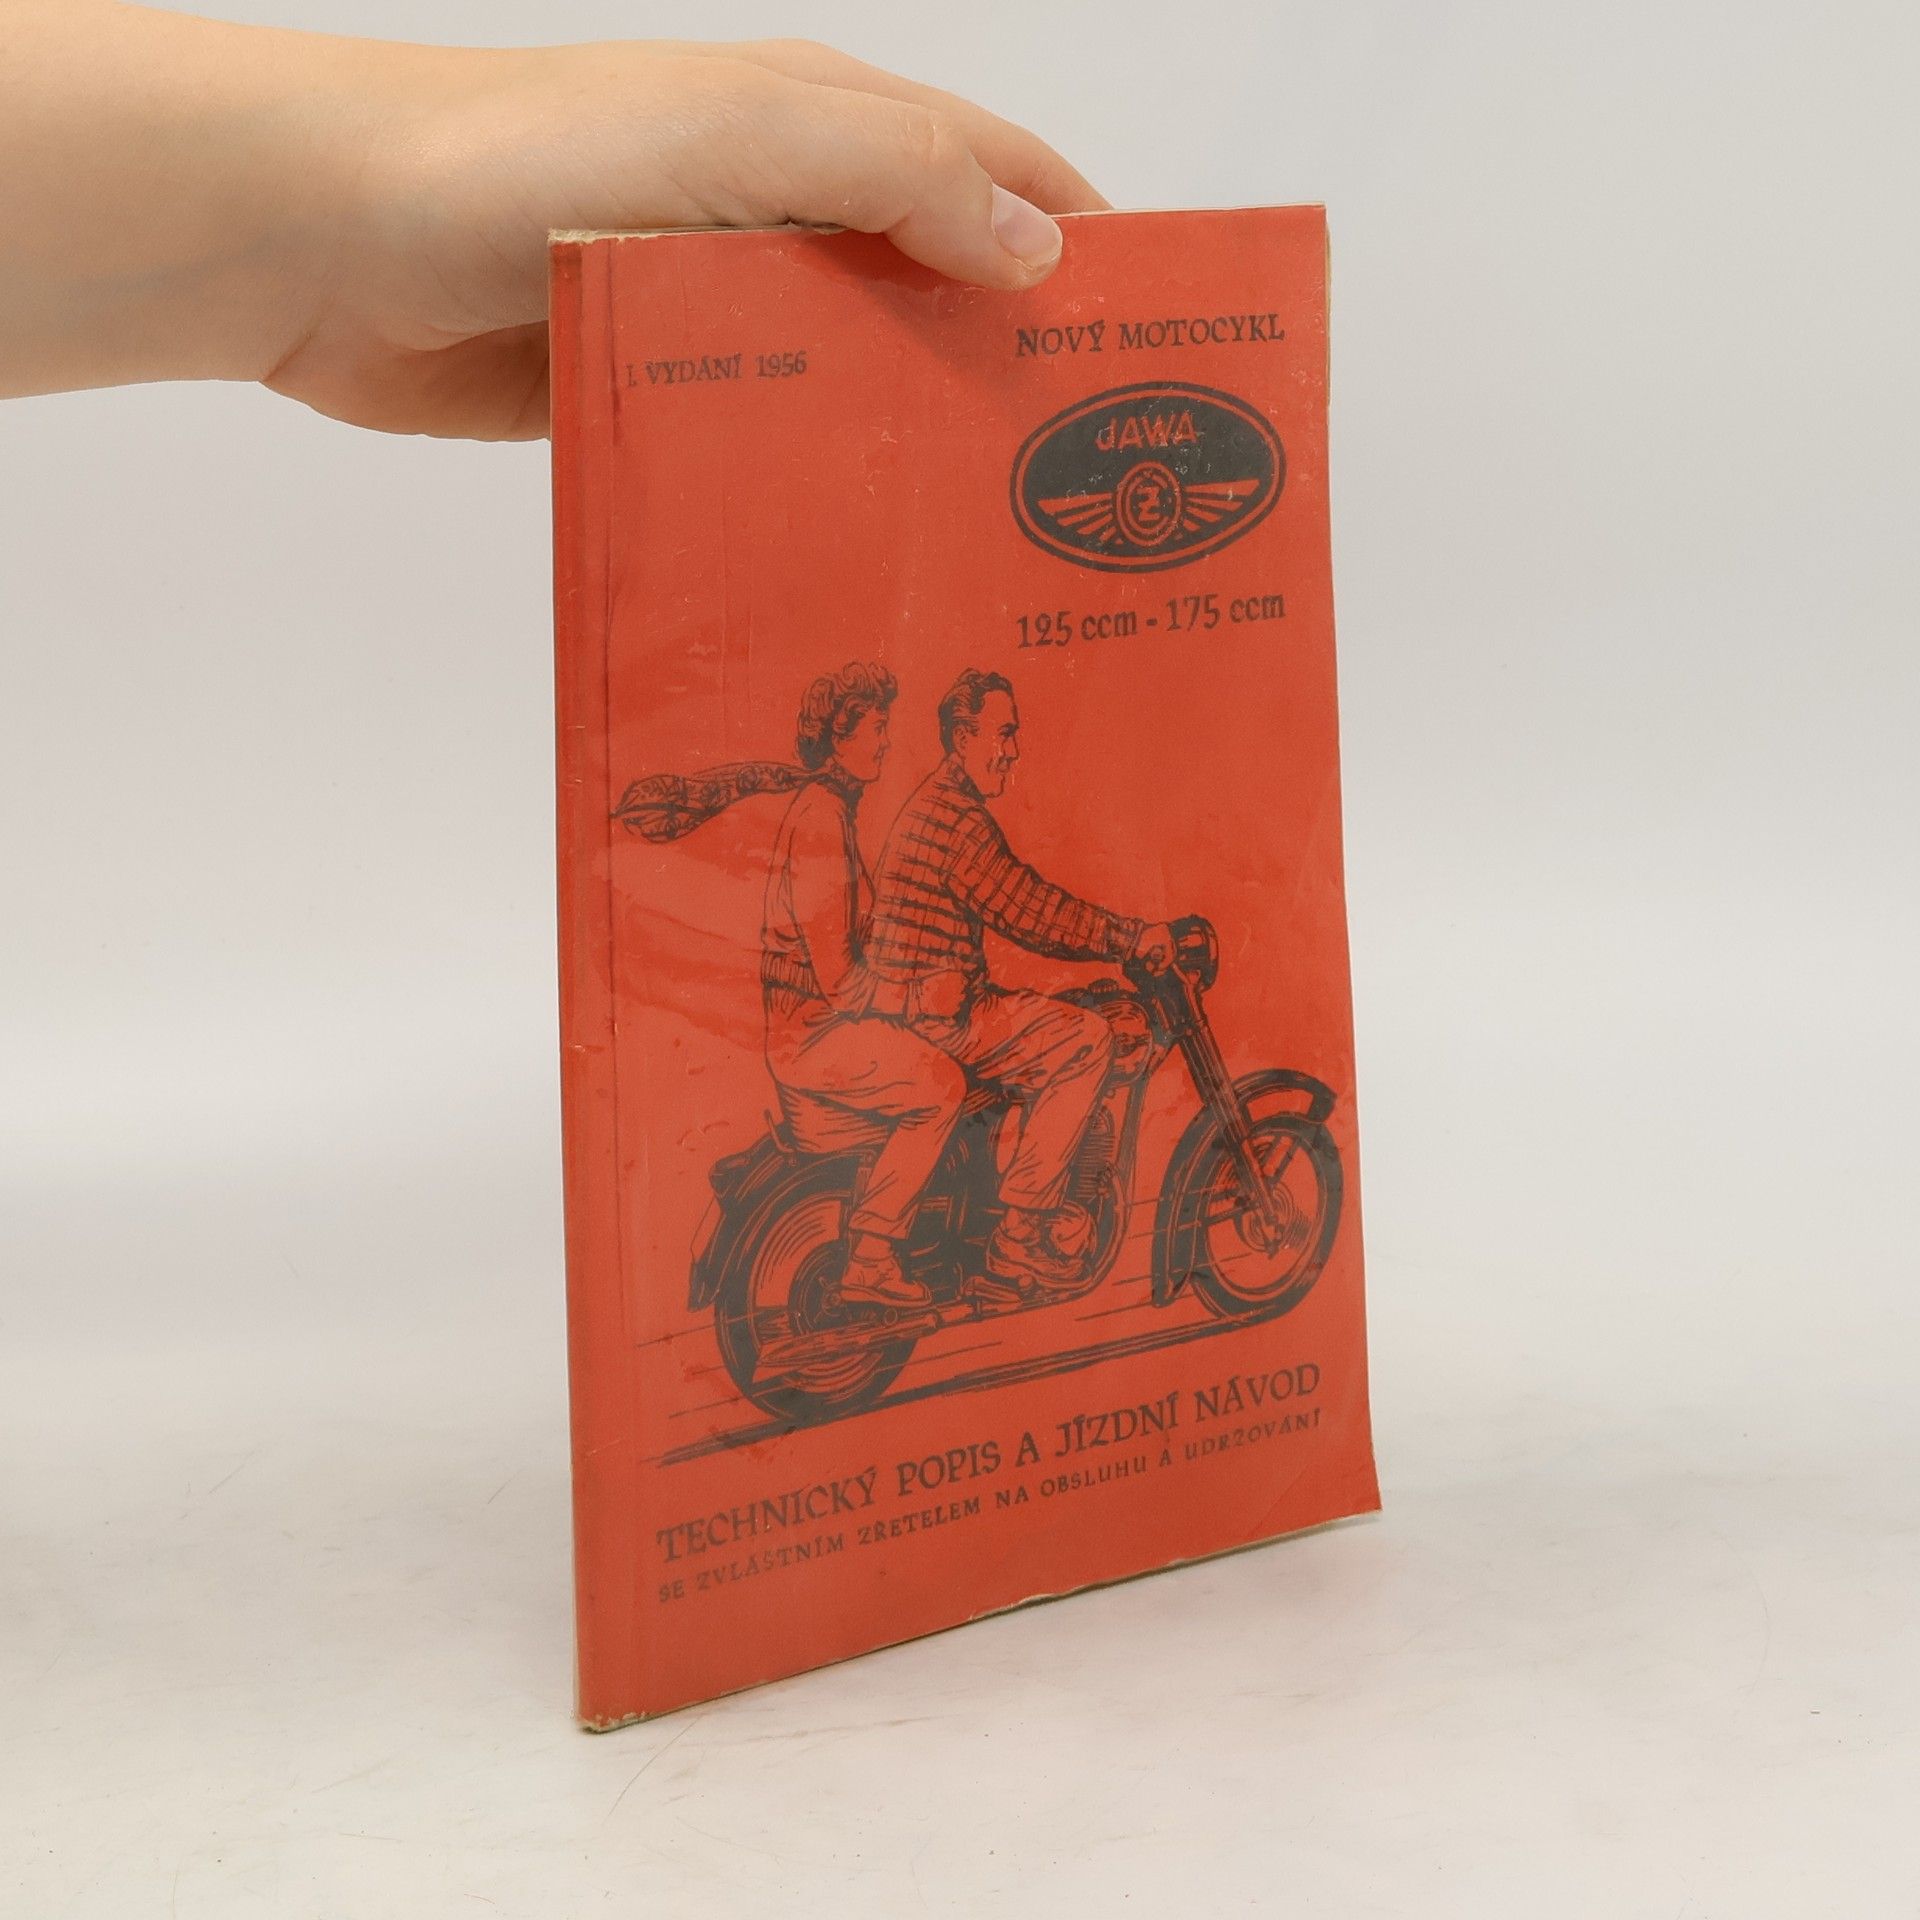 I. VYDÁNÍ 1956
NOVÝ MOTOCYKL
JAWA
ČZ
125 ccm - 175 ccm
TECHNICKÝ POPIS A JÍZDNÍ NÁVOD
SE ZVLÁŠTNÍM ZŘETELEM NA OBSLUHU A UDRŽOVÁNÍ